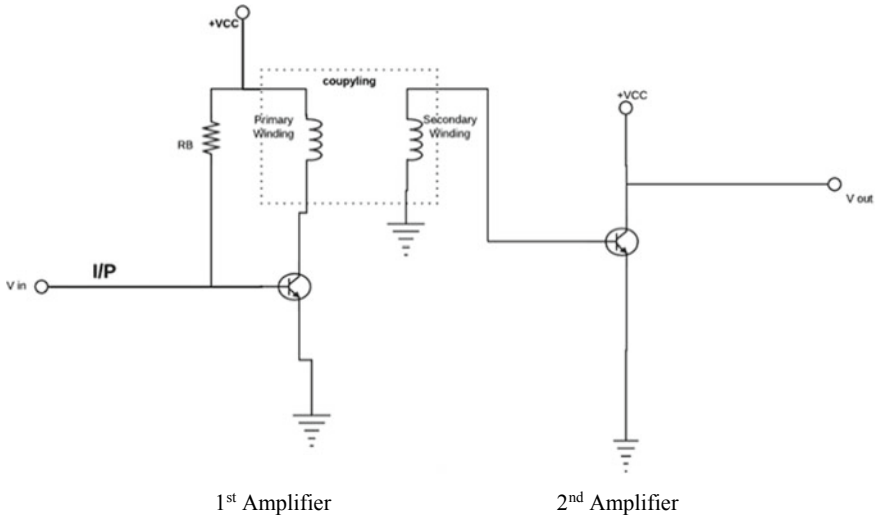 +VCC
coupyling
Primary
Winding
Secondary
Winding
+VCC
RB
V out
I/P
V in
1st Amplifier
2nd Amplifier